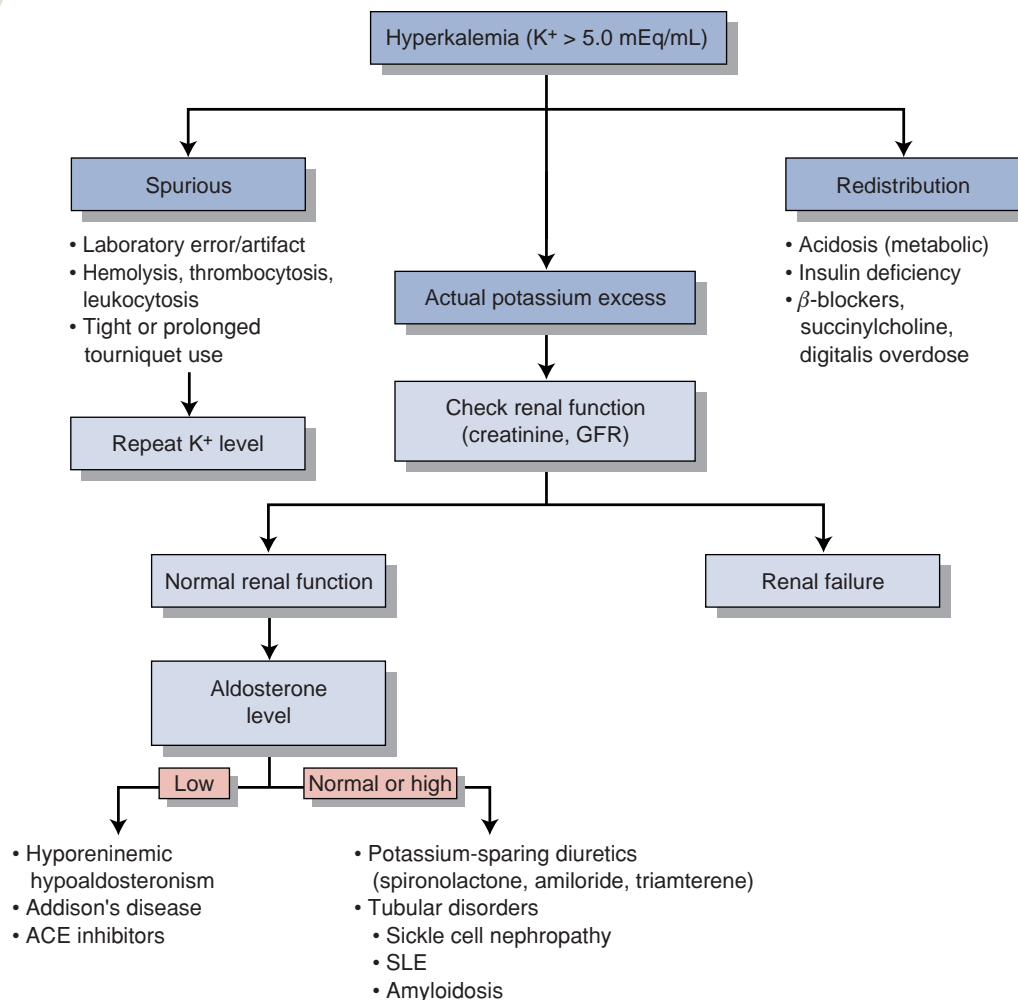 Hyperkalemia (K+ > 5.0 mEq/mL)
Spurious
• Laboratory error/artifact
• Hemolysis, thrombocytosis,
leukocytosis
• Tight or prolonged
tourniquet use
Repeat K+ level
Actual potassium excess
Check renal function
(creatinine, GFR)
Redistribution
• Acidosis (metabolic)
• Insulin deficiency
• β-blockers,
succinylcholine,
digitalis overdose
Normal renal function
Renal failure
Aldosterone
level
Low
Normal or high
• Hyporeninemic
hypoaldosteronism
• Addison's disease
• ACE inhibitors
• Potassium-sparing diuretics
(spironolactone, amiloride, triamterene)
• Tubular disorders
• Sickle cell nephropathy
• SLE
• Amyloidosis